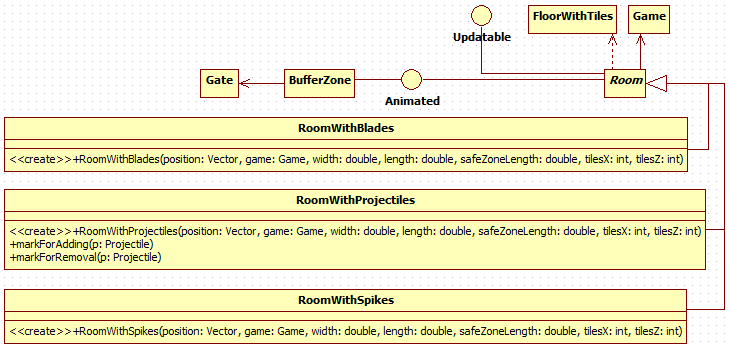 FloorWithTiles
Game
Updatable
Gate
BufferZone
Animated
Room
RoomWithBlades
<<create>>+RoomWithBlades(position: Vector, game: Game, width: double, length: double, safeZoneLength: double, tilesX: int, tilesZ: int)
RoomWithProjectiles
<<create>>+RoomWithProjectiles(position: Vector, game: Game, width: double, length: double, safeZoneLength: double, tilesX: int, tilesZ: int)
+markForAdding(p: Projectile)
+markForRemoval(p: Projectile)
RoomWithSpikes
<<create>>+RoomWithSpikes(position: Vector, game: Game, width: double, length: double, safeZoneLength: double, tilesX: int, tilesZ: int)